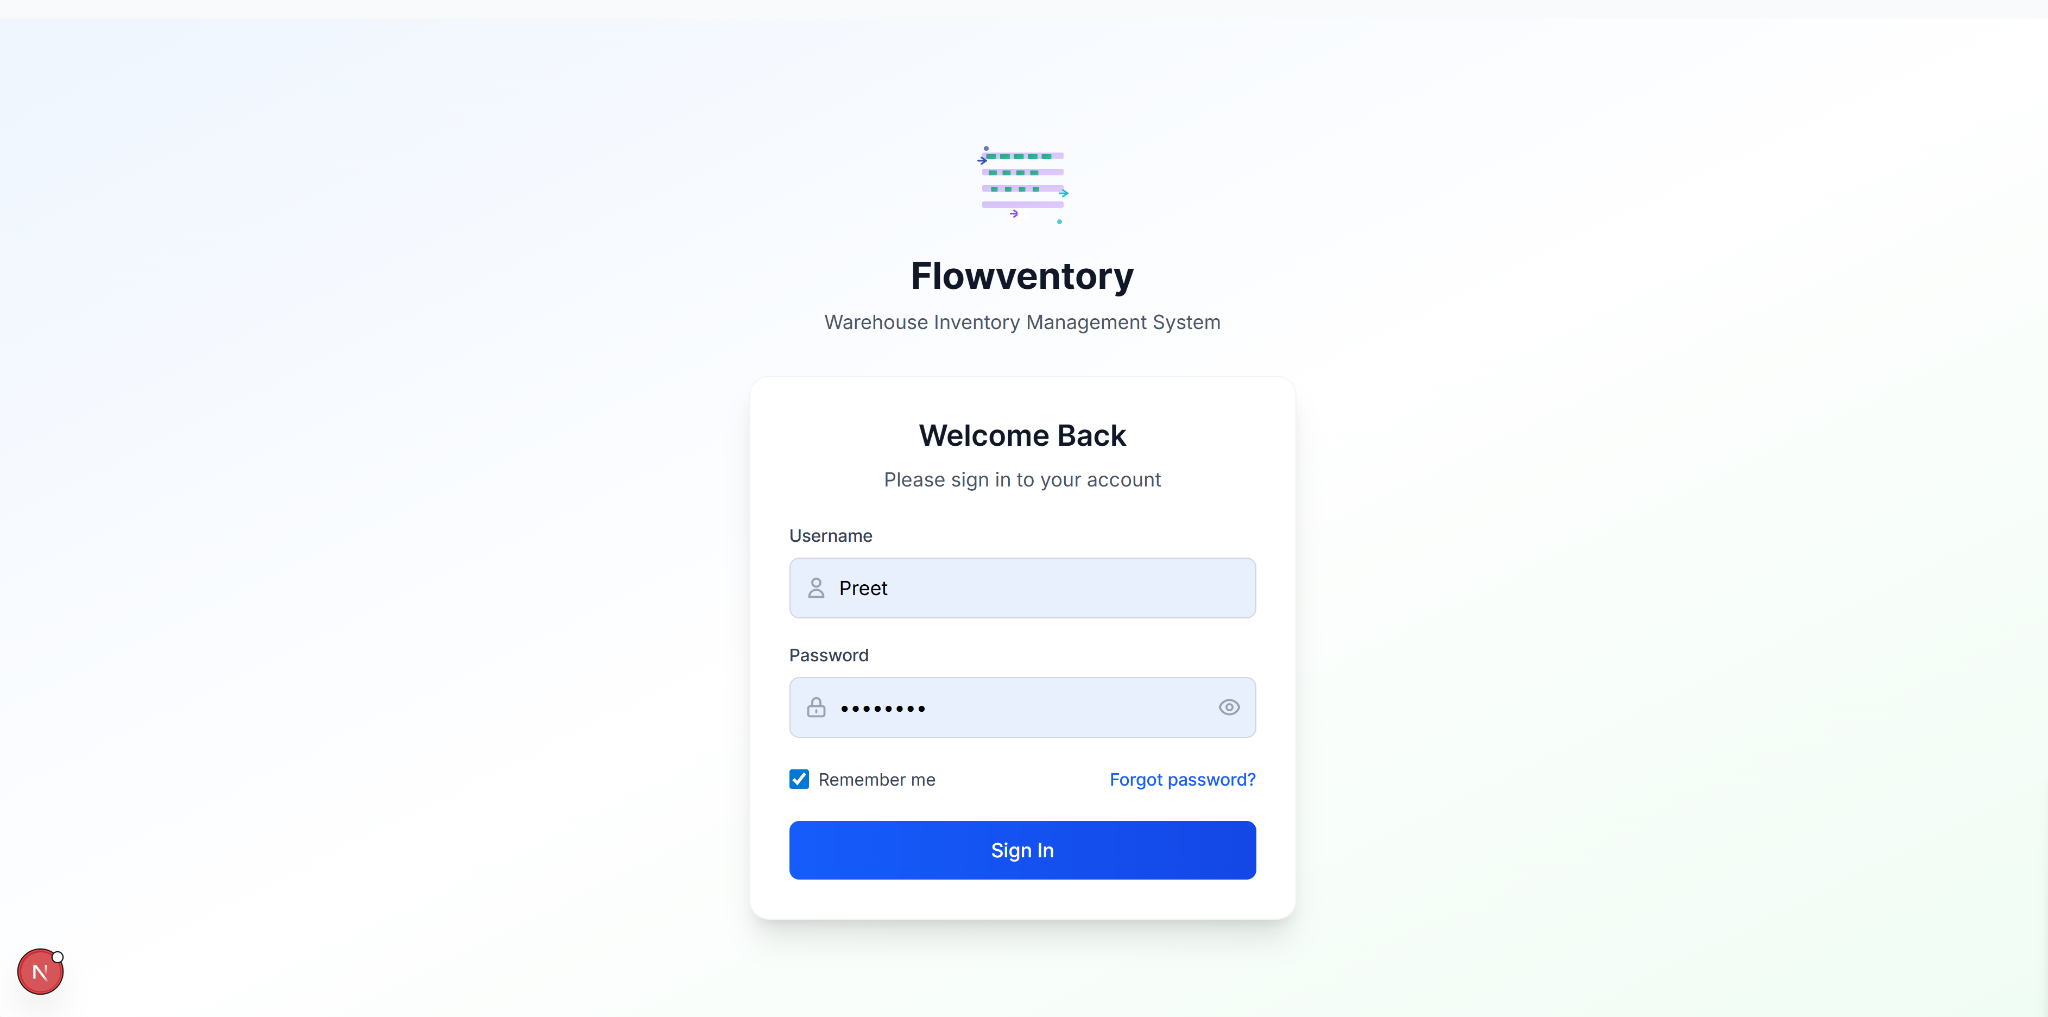 Flowventory
Warehouse Inventory Management System
Welcome Back
Please sign in to your account
Username
Preet
Password
••••••••
Remember me
Forgot password?
Sign In
N